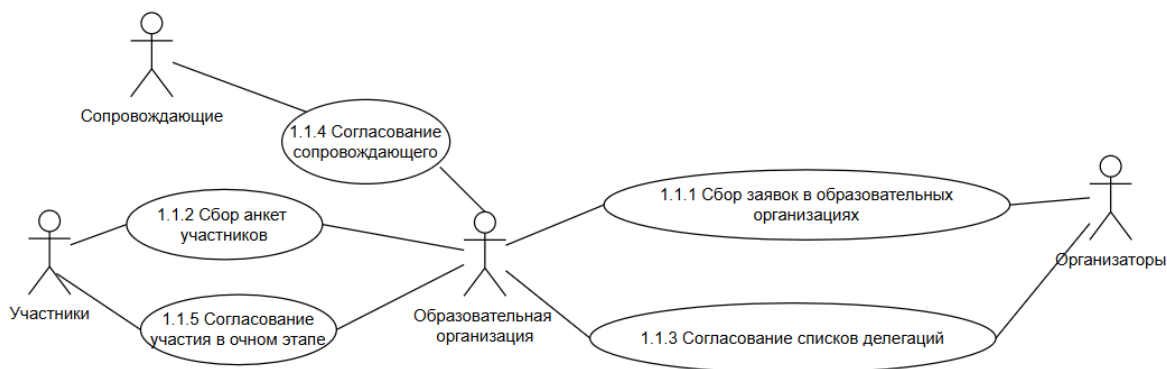 Сопровождающие
1.1.4 Согласование
сопровождающего
1.1.2 Сбор анкет
участников
1.1.1 Сбор заявок в образовательных
организациях
Организаторы
Участники
1.1.5 Согласование
участия в очном этапе
Образовательная
организация
1.1.3 Согласование списков делегаций